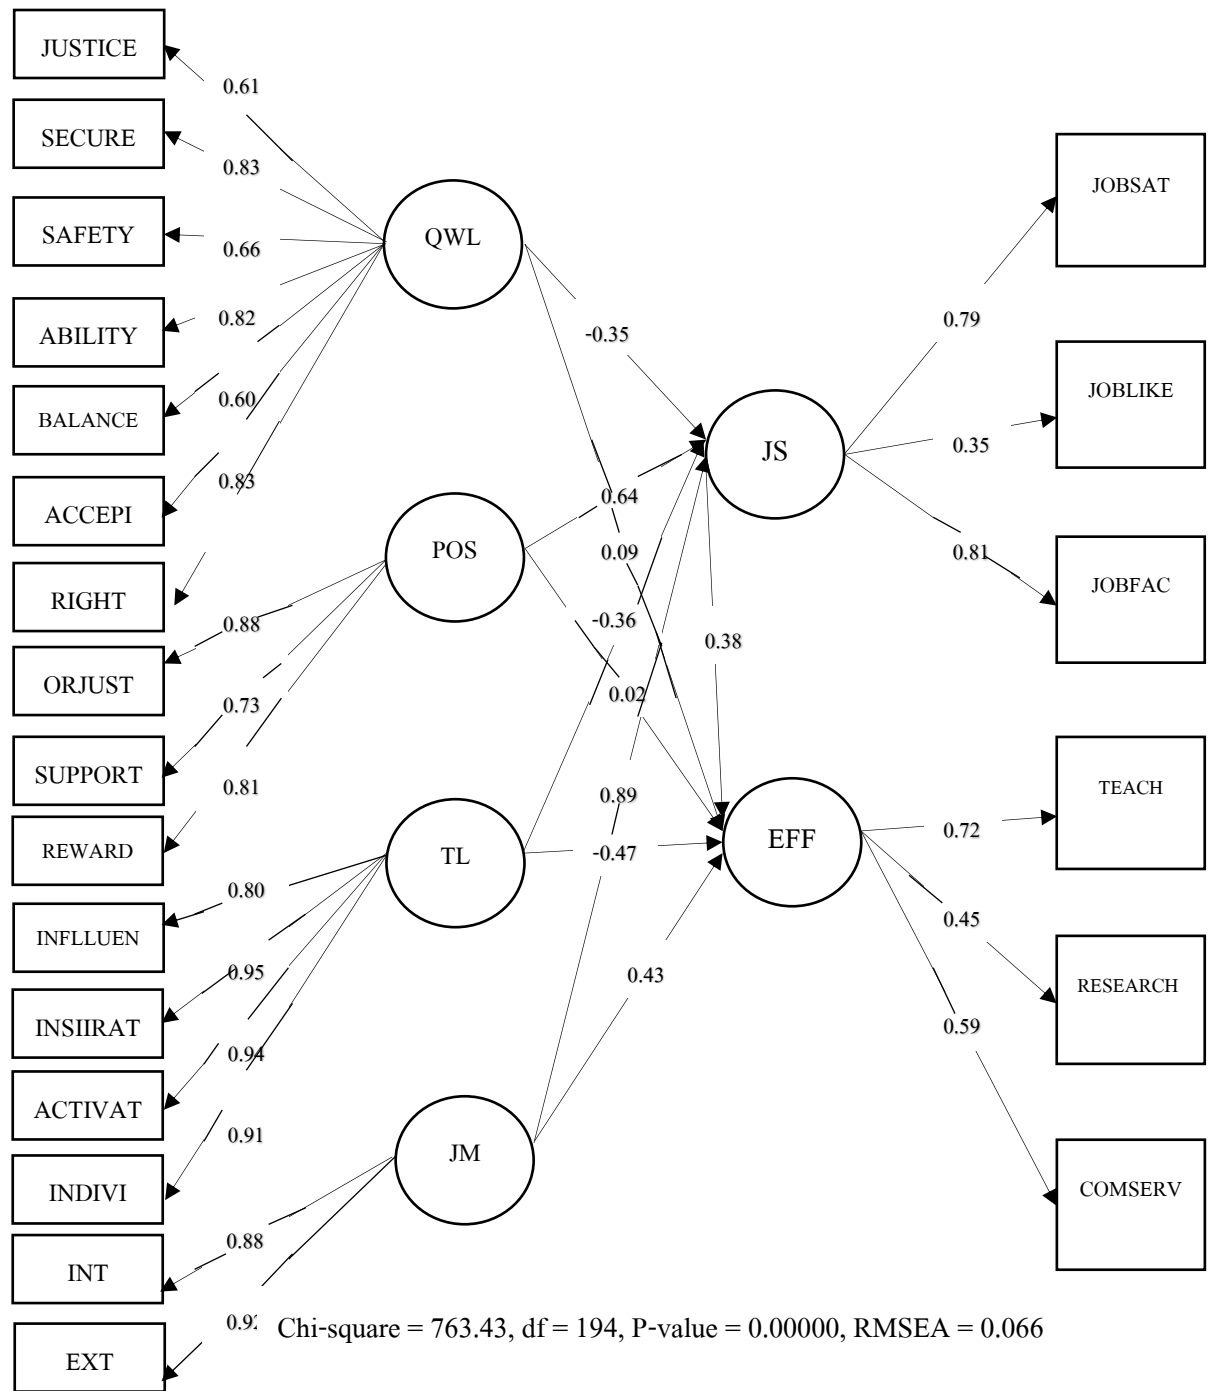 JUSTICE
SECURE
SAFETY
ABILITY
BALANCE
ACCEPI
RIGHT
ORJUST
SUPPORT
REWARD
INFLLUEN
INSIIRAT
ACTIVAT
INDIVI
INT
EXT
0.61
0.83
0.66
0.82
0.60
0.83
0.88
0.73
0.81
0.80
0.95
0.94
0.91
0.88
QWL
POS
TL
JM
-0.35
0.64
0.09
-0.36
0.02
0.38
0.89
-0.47
0.43
JS
EFF
0.79
0.35
0.81
0.72
0.45
0.59
JOBSAT
JOBLIKE
JOBFAC
TEACH
RESEARCH
COMSERV
Chi-square = 763.43, df = 194, P-value = 0.00000, RMSEA = 0.066